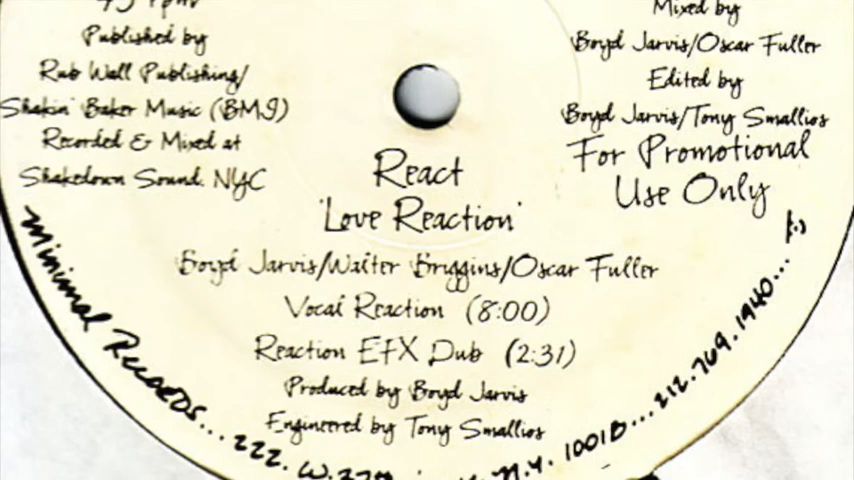 45 rpm
Published by
Rub Wall Publishing/
Shakin' Baker Music (BMI)
Recorded & Mixed at
Shakedown Sound, NYC
Mixed by
Boyd Jarvis/Oscar Fuller
Edited by
Boyd Jarvis/Tony Smallios
For Promotional
Use Only
React
'Love Reaction'
Boyd Jarvis/Walter Briggins/Oscar Fuller
Vocal Reaction (8:00)
Reaction EFX Dub (2:31)
Produced by Boyd Jarvis
Engineered by Tony Smallios
Minimal Records... 222. W. N.Y. 10018... 212.769.1940...